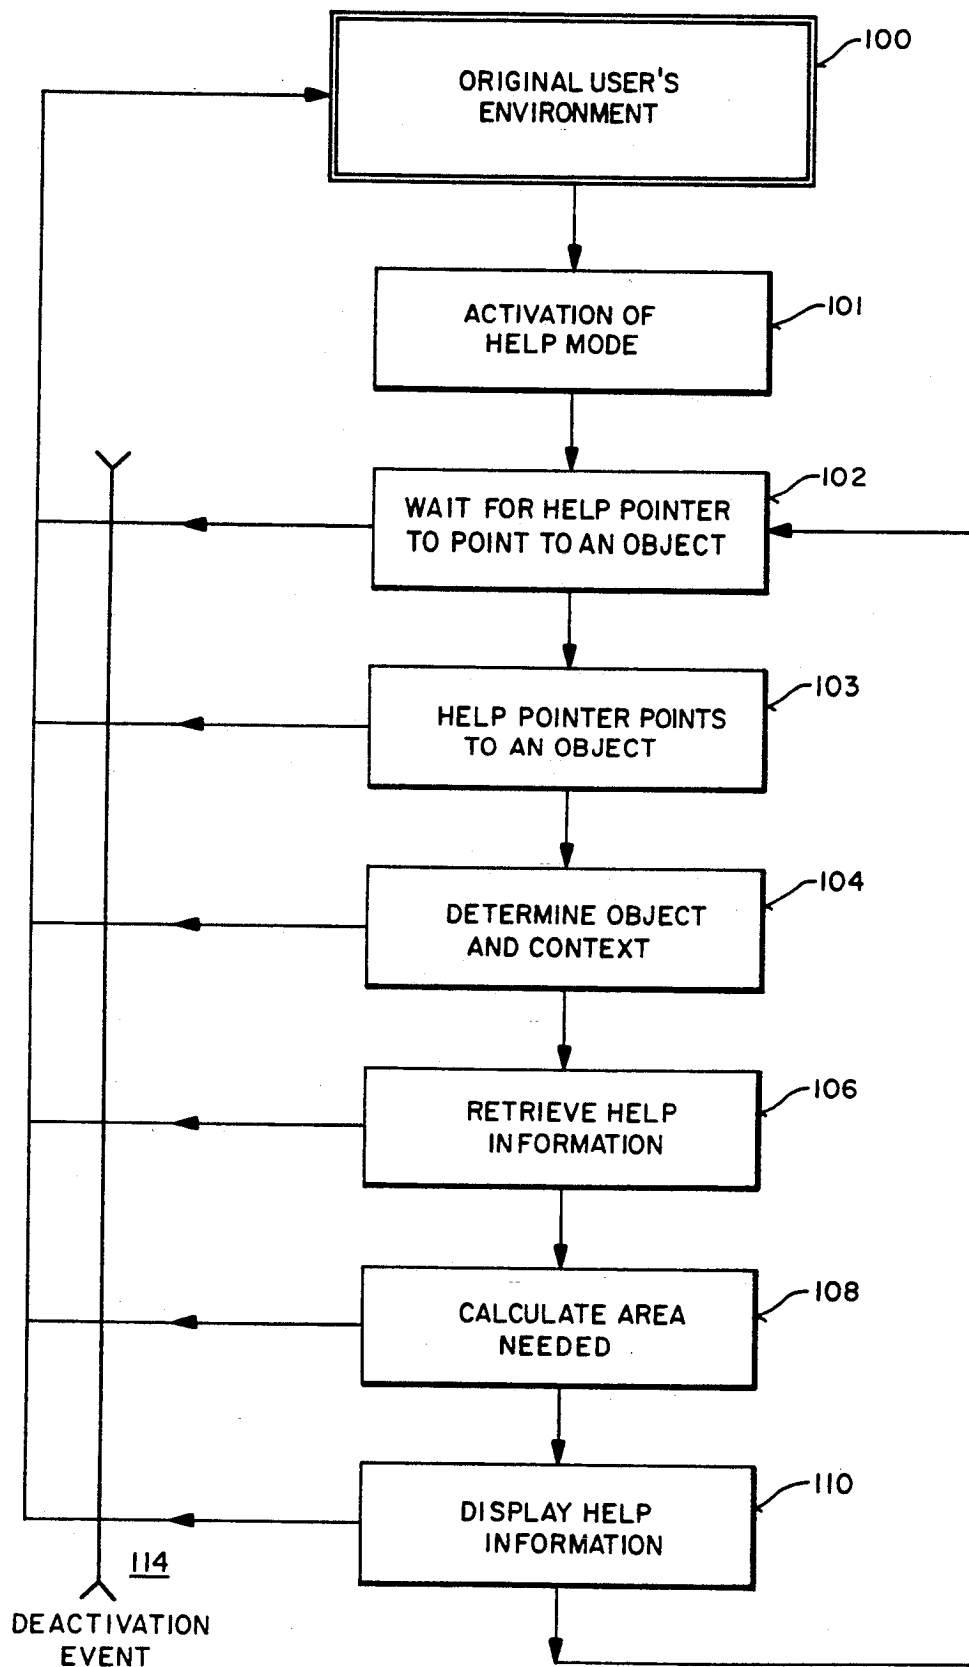 100
ORIGINAL USER'S
ENVIRONMENT
101
ACTIVATION OF
HELP MODE
102
WAIT FOR HELP POINTER
TO POINT TO AN OBJECT
103
HELP POINTER POINTS
TO AN OBJECT
104
DETERMINE OBJECT
AND CONTEXT
106
RETRIEVE HELP
INFORMATION
108
CALCULATE AREA
NEEDED
110
DISPLAY HELP
INFORMATION
114
DEACTIVATION
EVENT